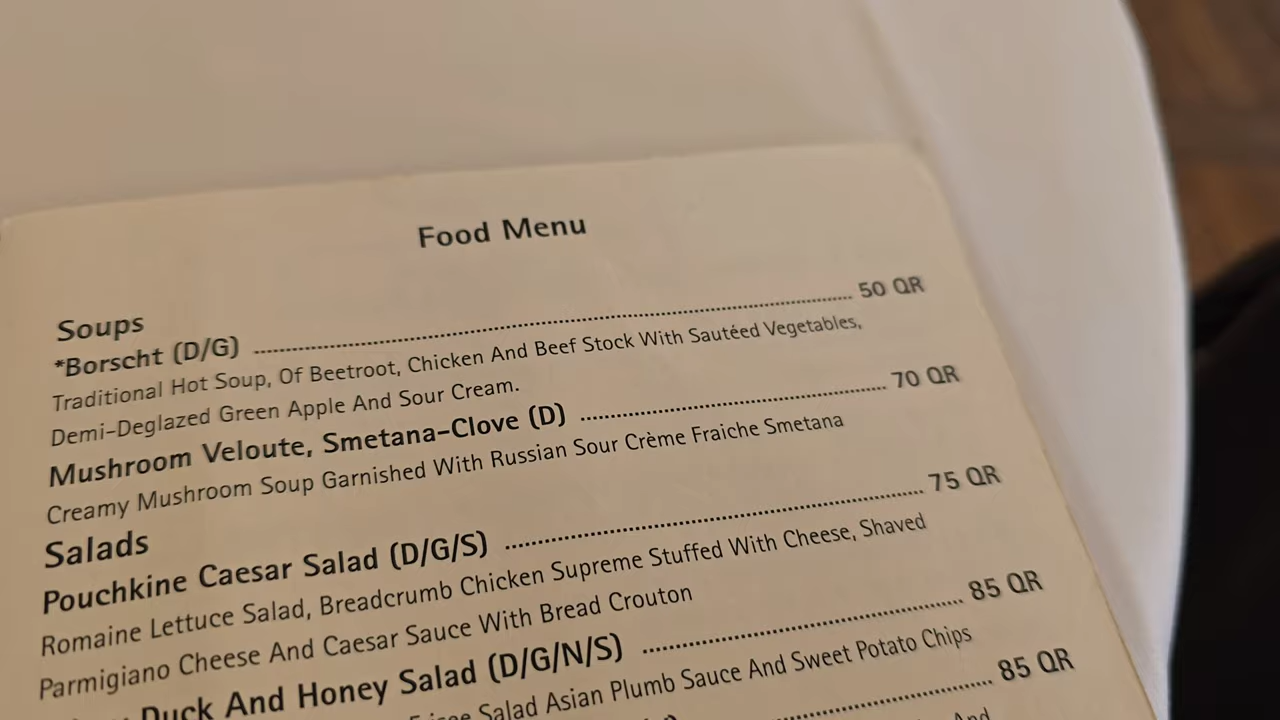 Food Menu
Soups
*Borscht (D/G) ........ 50 QR
Traditional Hot Soup, Of Beetroot, Chicken And Beef Stock With Sautéed Vegetables,
Demi-Deglazed Green Apple And Sour Cream.
Mushroom Veloute, Smetana-Clove (D) ........ 70 QR
Creamy Mushroom Soup Garnished With Russian Sour Crème Fraiche Smetana
Salads
Pouchkine Caesar Salad (D/G/S) ........ 75 QR
Romaine Lettuce Salad, Breadcrumb Chicken Supreme Stuffed With Cheese, Shaved
Parmigiano Cheese And Caesar Sauce With Bread Crouton
Duck And Honey Salad (D/G/N/S) ........ 85 QR
Salad Asian Plumb Sauce And Sweet Potato Chips
........ 85 QR
And